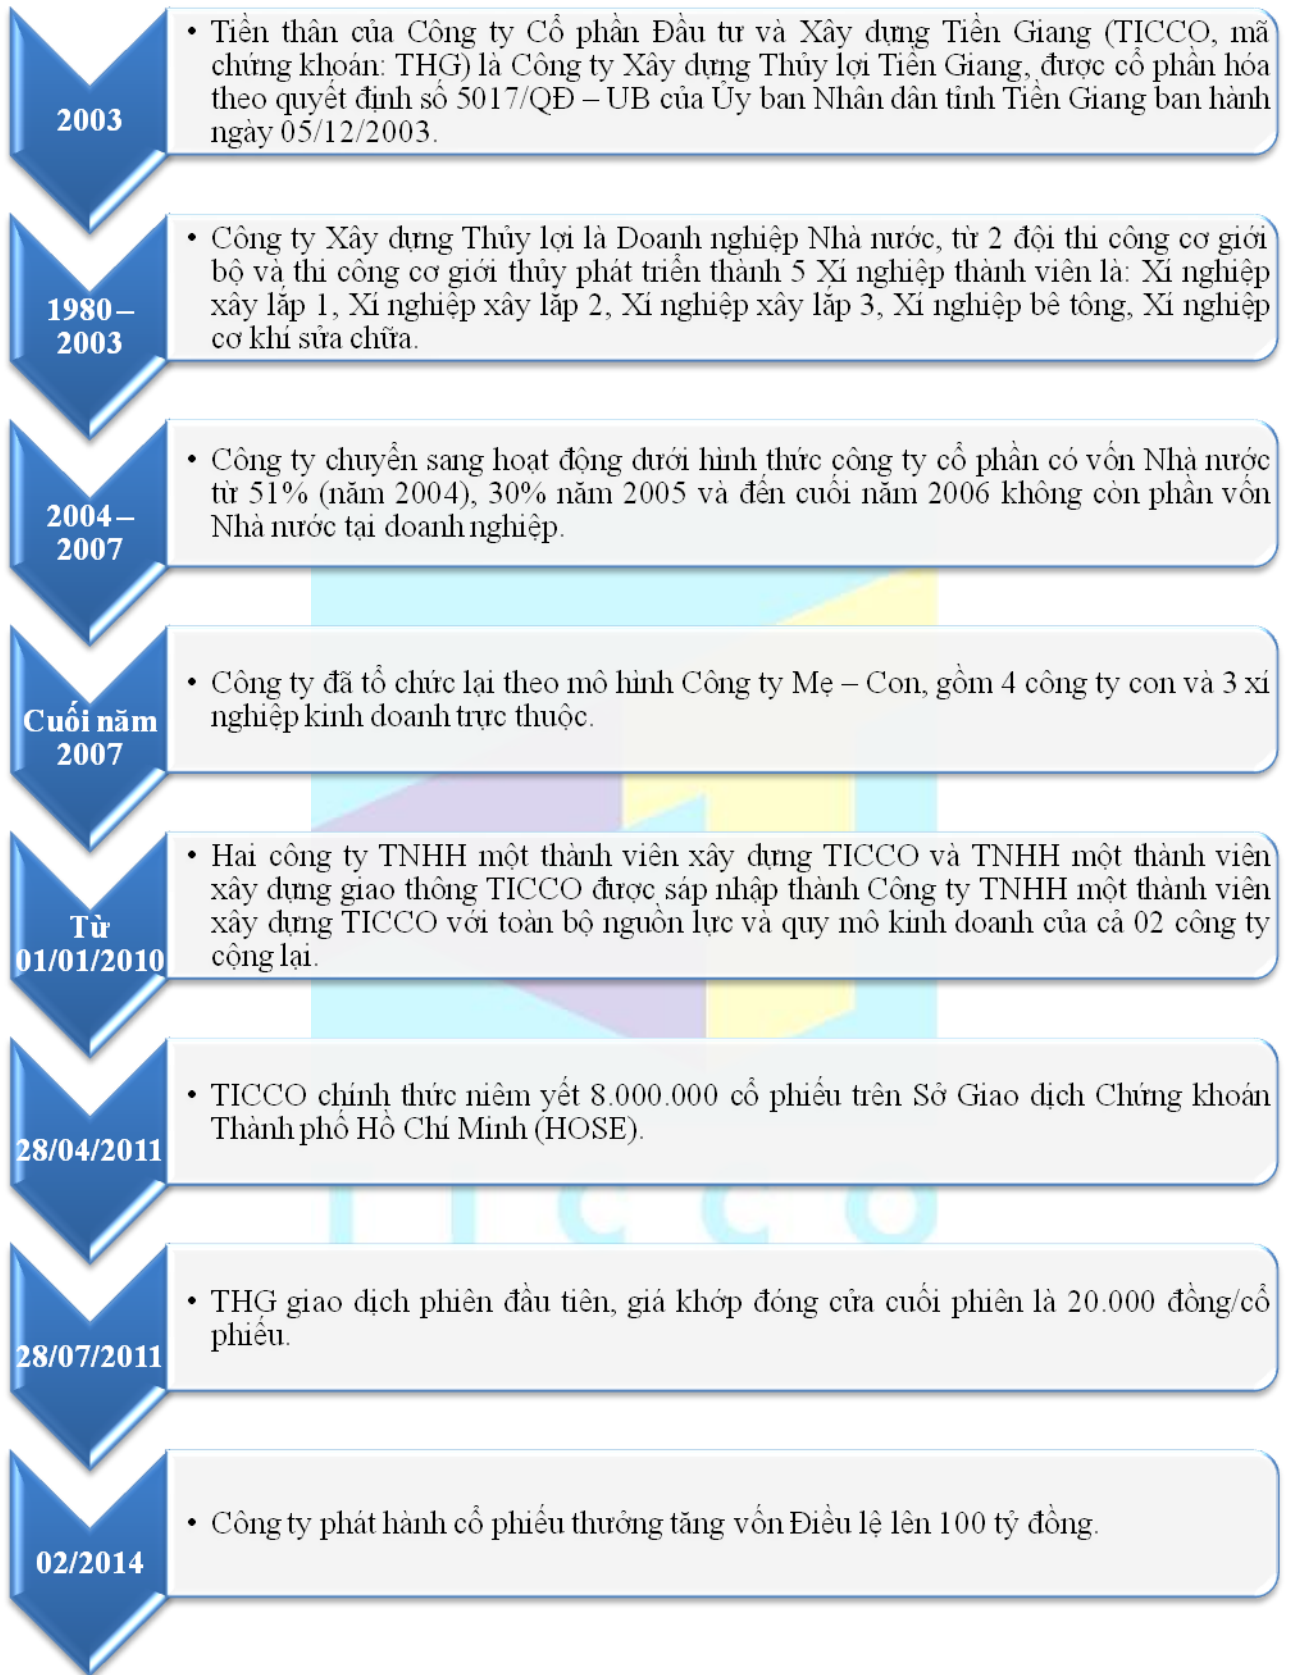 2003
• Tiền thân của Công ty Cổ phần Đầu tư và Xây dựng Tiền Giang (TICCO, mã
chứng khoán: THG) là Công ty Xây dựng Thủy lợi Tiền Giang, được cổ phần hóa
theo quyết định số 5017/QĐ – UB của Ủy ban Nhân dân tỉnh Tiền Giang ban hành
ngày 05/12/2003.
1980 –
2003
• Công ty Xây dựng Thủy lợi là Doanh nghiệp Nhà nước, từ 2 đội thi công cơ giới
bộ và thi công cơ giới thủy phát triển thành 5 Xí nghiệp thành viên là: Xí nghiệp
xây lắp 1, Xí nghiệp xây lắp 2, Xí nghiệp xây lắp 3, Xí nghiệp bê tông, Xí nghiệp
cơ khí sửa chữa.
2004 –
2007
• Công ty chuyển sang hoạt động dưới hình thức công ty cổ phần có vốn Nhà nước
từ 51% (năm 2004), 30% năm 2005 và đến cuối năm 2006 không còn phần vốn
Nhà nước tại doanh nghiệp.
Cuối năm
2007
• Công ty đã tổ chức lại theo mô hình Công ty Mẹ – Con, gồm 4 công ty con và 3 xí
nghiệp kinh doanh trực thuộc.
Từ
01/01/2010
• Hai công ty TNHH một thành viên xây dựng TICCO và TNHH một thành viên
xây dựng giao thông TICCO được sáp nhập thành Công ty TNHH một thành viên
xây dựng TICCO với toàn bộ nguồn lực và quy mô kinh doanh của cả 02 công ty
cộng lại.
28/04/2011
• TICCO chính thức niêm yết 8.000.000 cổ phiếu trên Sở Giao dịch Chứng khoán
Thành phố Hồ Chí Minh (HOSE).
TICCO
28/07/2011
• THG giao dịch phiên đầu tiên, giá khớp đóng cửa cuối phiên là 20.000 đồng/cổ
phiếu.
02/2014
• Công ty phát hành cổ phiếu thưởng tăng vốn Điều lệ lên 100 tỷ đồng.